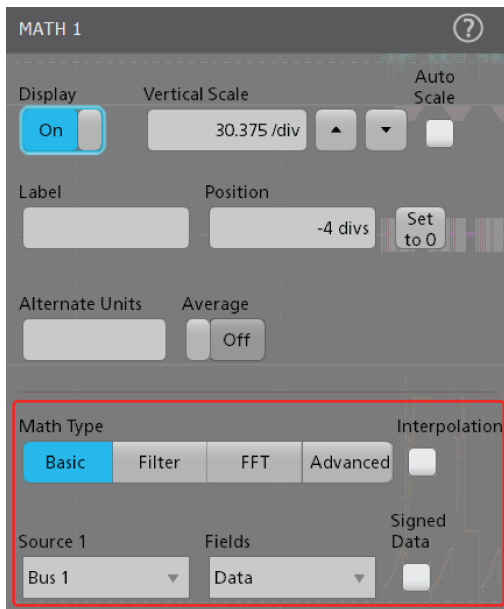 MATH 1
?
Display
Vertical Scale
Auto
Scale
On
30.375 /div
Label
Position
-4 divs
Set
to 0
Alternate Units
Average
Off
Math Type
Interpolation
Basic
Filter
FFT
Advanced
Source 1
Fields
Signed
Data
Bus 1
Data